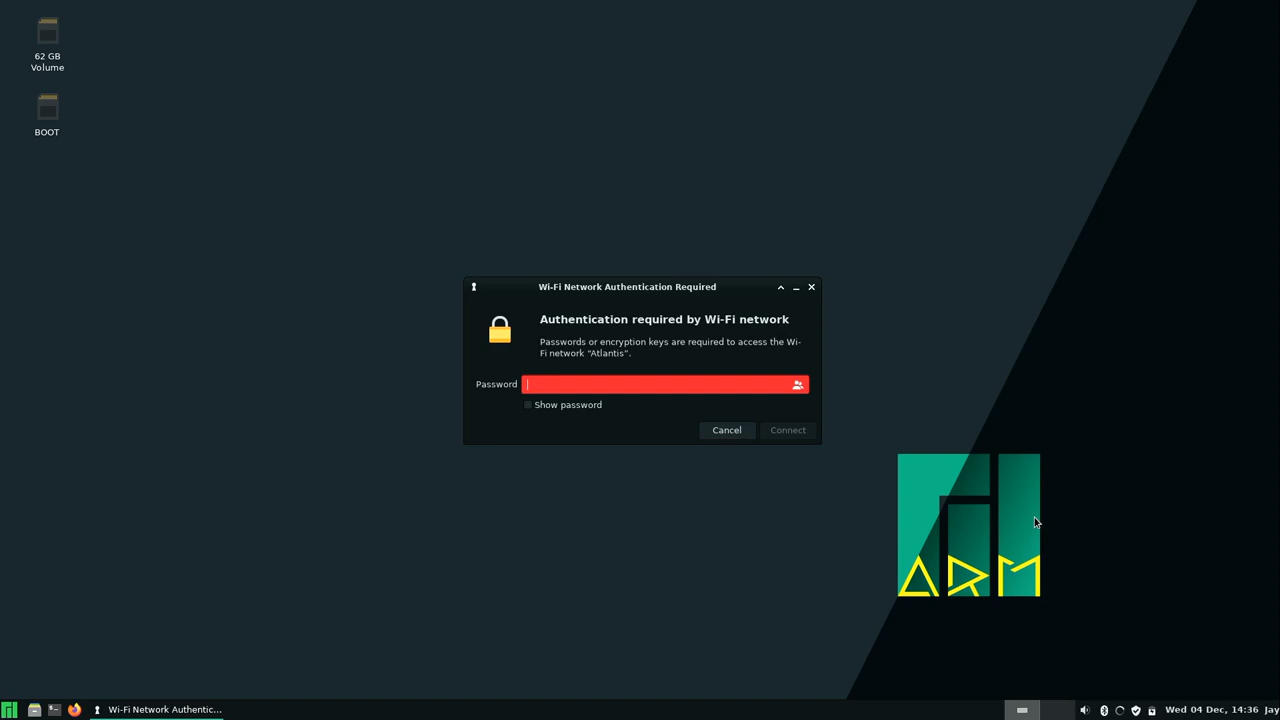 62 GB
Volume
BOOT
Wi-Fi Network Authentication Required
Authentication required by Wi-Fi network
Passwords or encryption keys are required to access the Wi-
Fi network “Atlantis”.
Password
Show password
Cancel
Connect
ARM
Wi-Fi Network Authentic...
Wed 04 Dec, 14:36
Jay